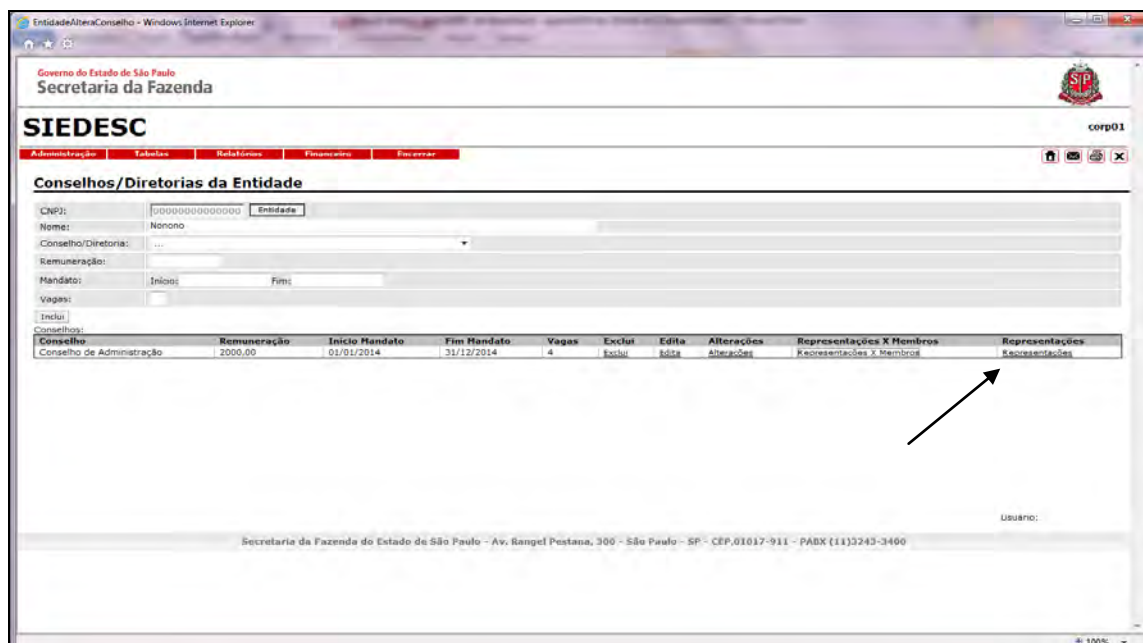 EntidadeAlteraConselho - Windows Internet Explorer
Governo do Estado de São Paulo
Secretaria da Fazenda
SP
SIEDESC
corp01
Administração Tabelas Relatórios Financeiro Encerrar
Conselhos/Diretorias da Entidade
CNPJ: 00000000000000 Entidade
Nome: Nonono
Conselho/Diretoria: ...
Remuneração:
Mandato: Início: Fim:
Vagas:
Inclui
Conselhos:
Conselho Remuneração Início Mandato Fim Mandato Vagas Exclui Edita Alterações Representações X Membros Representações
Conselho de Administração 2000,00 01/01/2014 31/12/2014 4 Exclui Edita Alterações Representações X Membros Representações
Usuário:
Secretaria da Fazenda do Estado de São Paulo - Av. Rangel Pestana, 300 - São Paulo - SP - CEP.01017-911 - PABX (11)3243-3400
100%